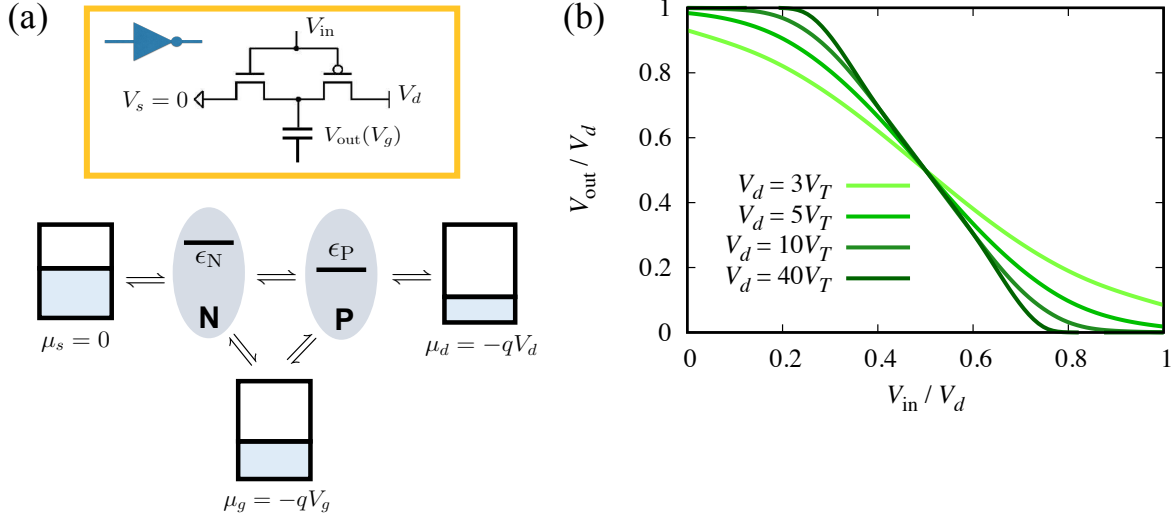 (a)
V_in
V_s = 0
V_d
V_out(V_g)
ϵ_N
ϵ_P
N
P
μ_s = 0
μ_d = −qV_d
μ_g = −qV_g
(b)
V_out / V_d
1
0.8
0.6
0.4
0.2
0
V_d = 3V_T
V_d = 5V_T
V_d = 10V_T
V_d = 40V_T
0 0.2 0.4 0.6 0.8 1
V_in / V_d